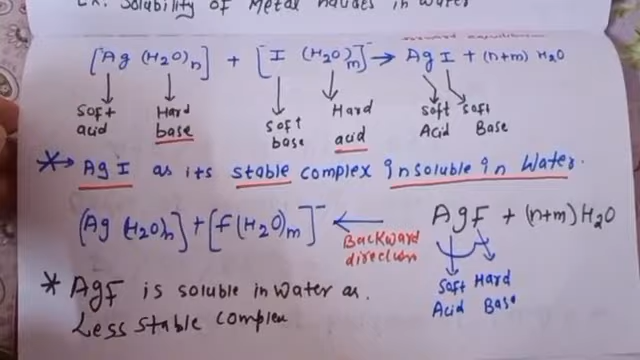 Ex. Solubility of Metal Halides in Water
[Ag (H2O)n] + [I (H2O)m]⁻ → AgI + (n+m) H2O
Soft acid Hard base Soft base Hard acid Soft Acid Soft Base
* → AgI as its stable complex insoluble in water.
(Ag (H2O)n] + [f(H2O)m]⁻ ← AgF + (n+m) H2O
Backward direction
Soft Acid Hard Base
* AgF is soluble in water as.
Less stable complex